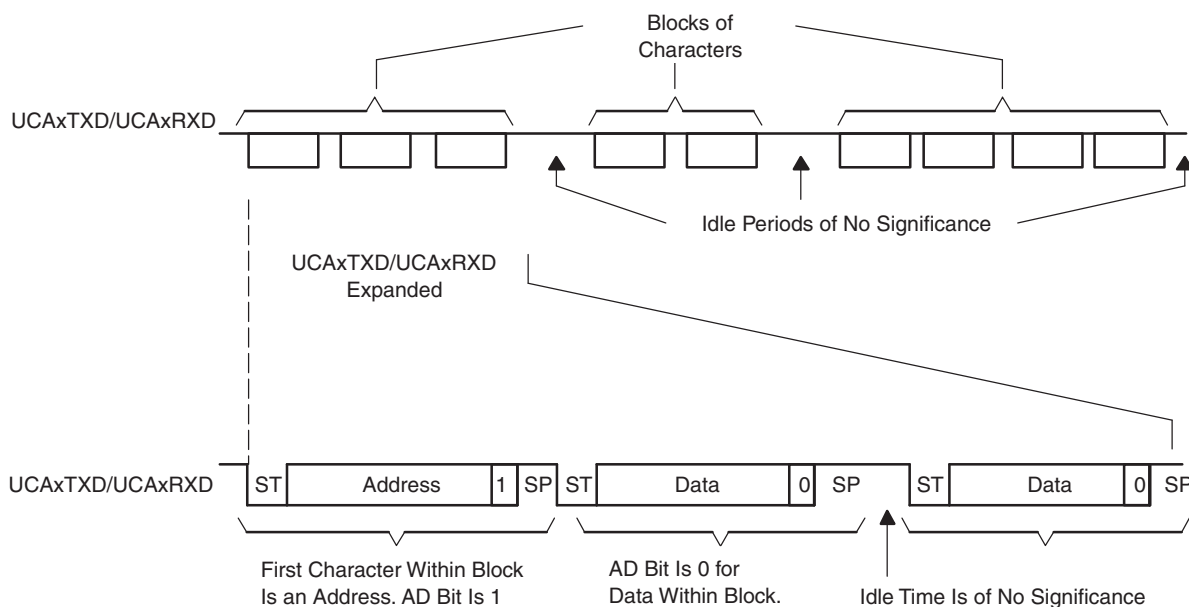 Blocks of
Characters
UCAxTXD/UCAxRXD
Idle Periods of No Significance
UCAxTXD/UCAxRXD
Expanded
UCAxTXD/UCAxRXD
ST Address 1 SP ST Data 0 SP ST Data 0 SP
First Character Within Block
Is an Address. AD Bit Is 1
AD Bit Is 0 for
Data Within Block.
Idle Time Is of No Significance